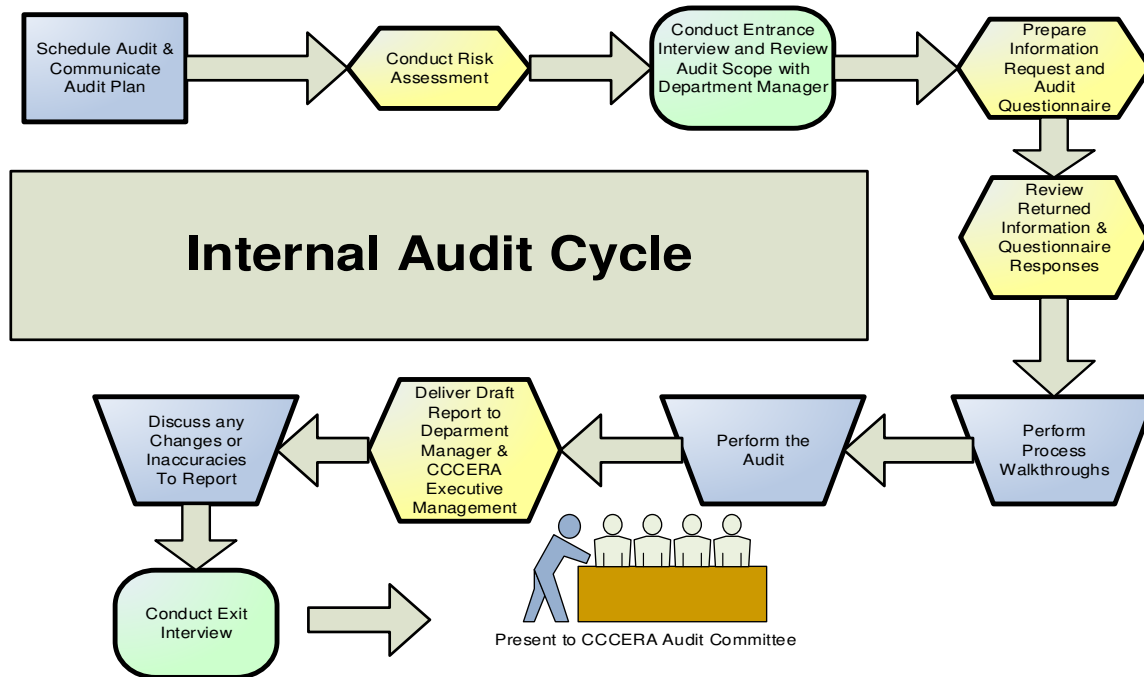 Schedule Audit &
Communicate
Audit Plan
Conduct Risk
Assessment
Conduct Entrance
Interview and Review
Audit Scope with
Department Manager
Prepare
Information
Request and
Audit
Questionnaire
Review
Returned
Information &
Questionnaire
Responses
Internal Audit Cycle
Perform
Process
Walkthroughs
Perform the
Audit
Deliver Draft
Report to
Deparment
Manager &
CCCERA
Executive
Management
Discuss any
Changes or
Inaccuracies
To Report
Conduct Exit
Interview
Present to CCCERA Audit Committee